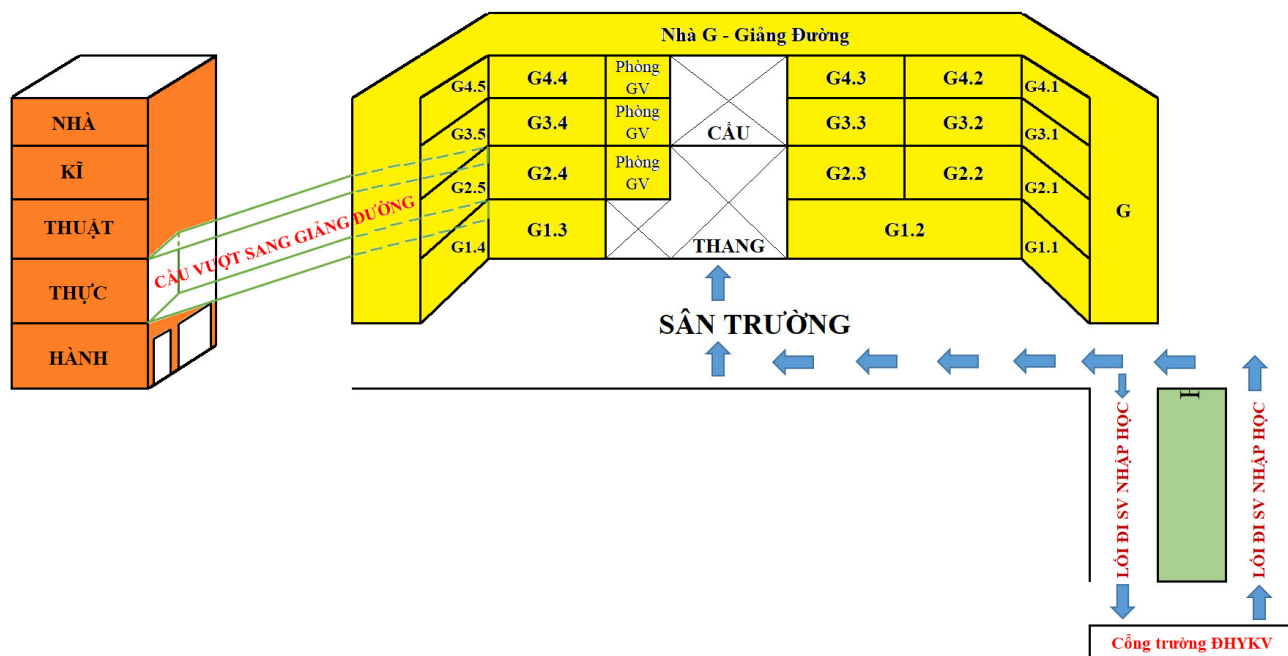 Nhà G - Giảng Đường
NHÀ
KĨ
THUẬT
THỰC
HÀNH
CẦU VƯỢT SANG GIẢNG ĐƯỜNG
G4.5
G4.4
Phòng
GV
G4.3
G4.2
G4.1
G3.5
G3.4
Phòng
GV
CẦU
G3.3
G3.2
G3.1
G2.5
G2.4
Phòng
GV
G2.3
G2.2
G2.1
G
G1.4
G1.3
THANG
G1.2
G1.1
SÂN TRƯỜNG
LỐI ĐI SV NHẬP HỌC
H
LỐI ĐI SV NHẬP HỌC
Cổng trường ĐHYKV